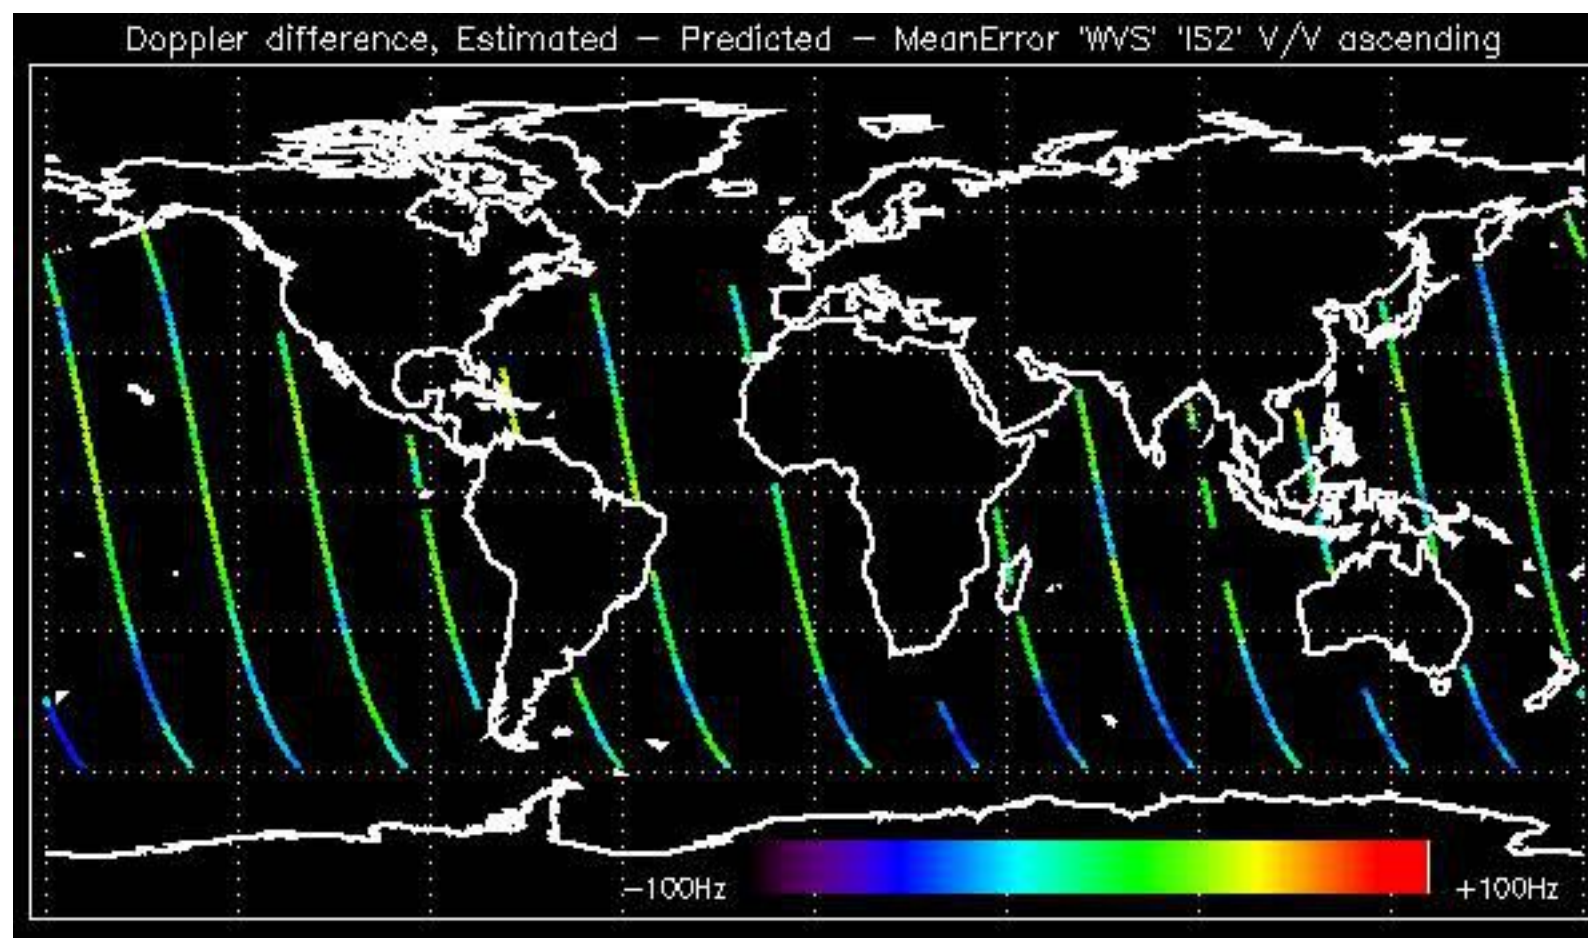 Doppler difference, Estimated − Predicted − MeanError 'WVS' 'IS2' V/V ascending
−100Hz
+100Hz